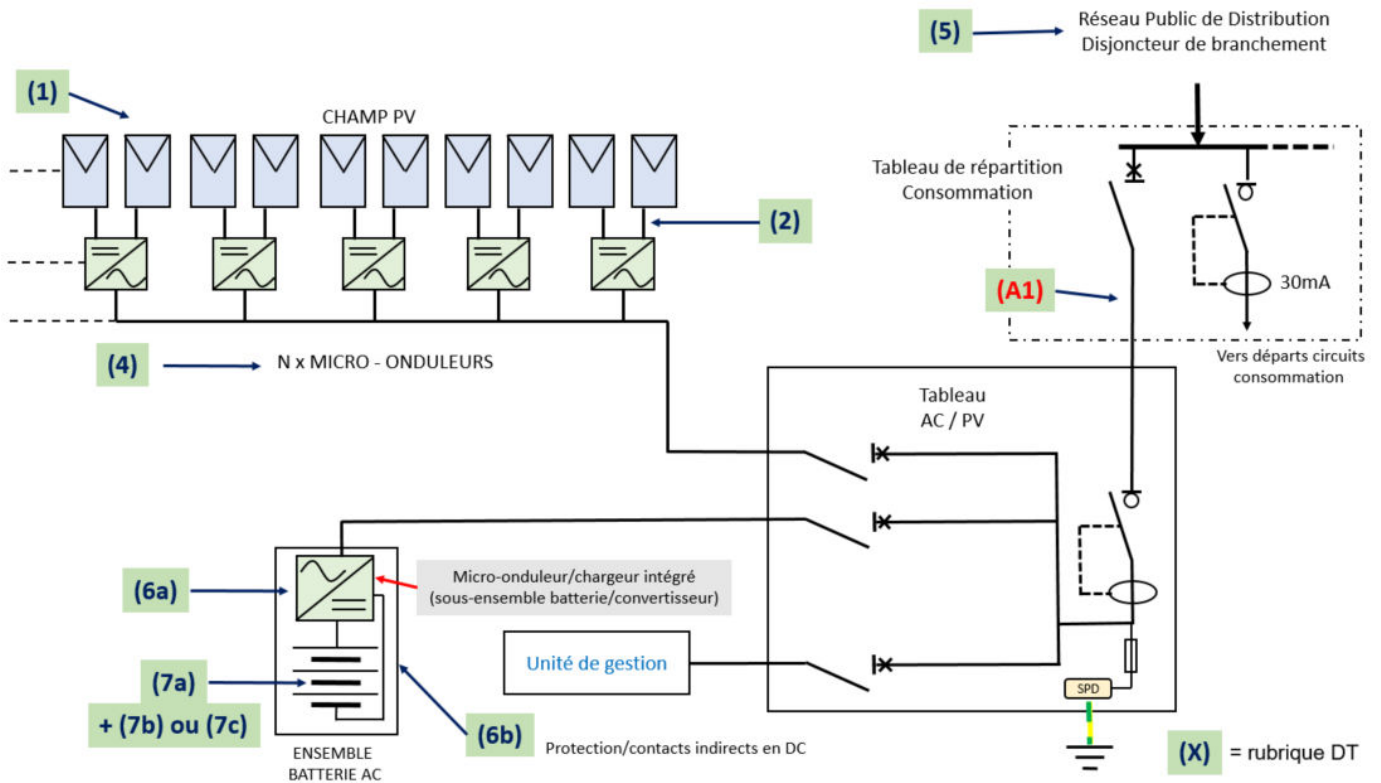 (5)
Réseau Public de Distribution
Disjoncteur de branchement
(1)
CHAMP PV
Tableau de répartition
Consommation
(2)
(A1)
30mA
(4)
N x MICRO - ONDULEURS
Vers départs circuits
consommation
Tableau
AC / PV
(6a)
Micro-onduleur/chargeur intégré
(sous-ensemble batterie/convertisseur)
Unité de gestion
(7a)
+ (7b) ou (7c)
SPD
(6b)
Protection/contacts indirects en DC
ENSEMBLE
BATTERIE AC
(X) = rubrique DT